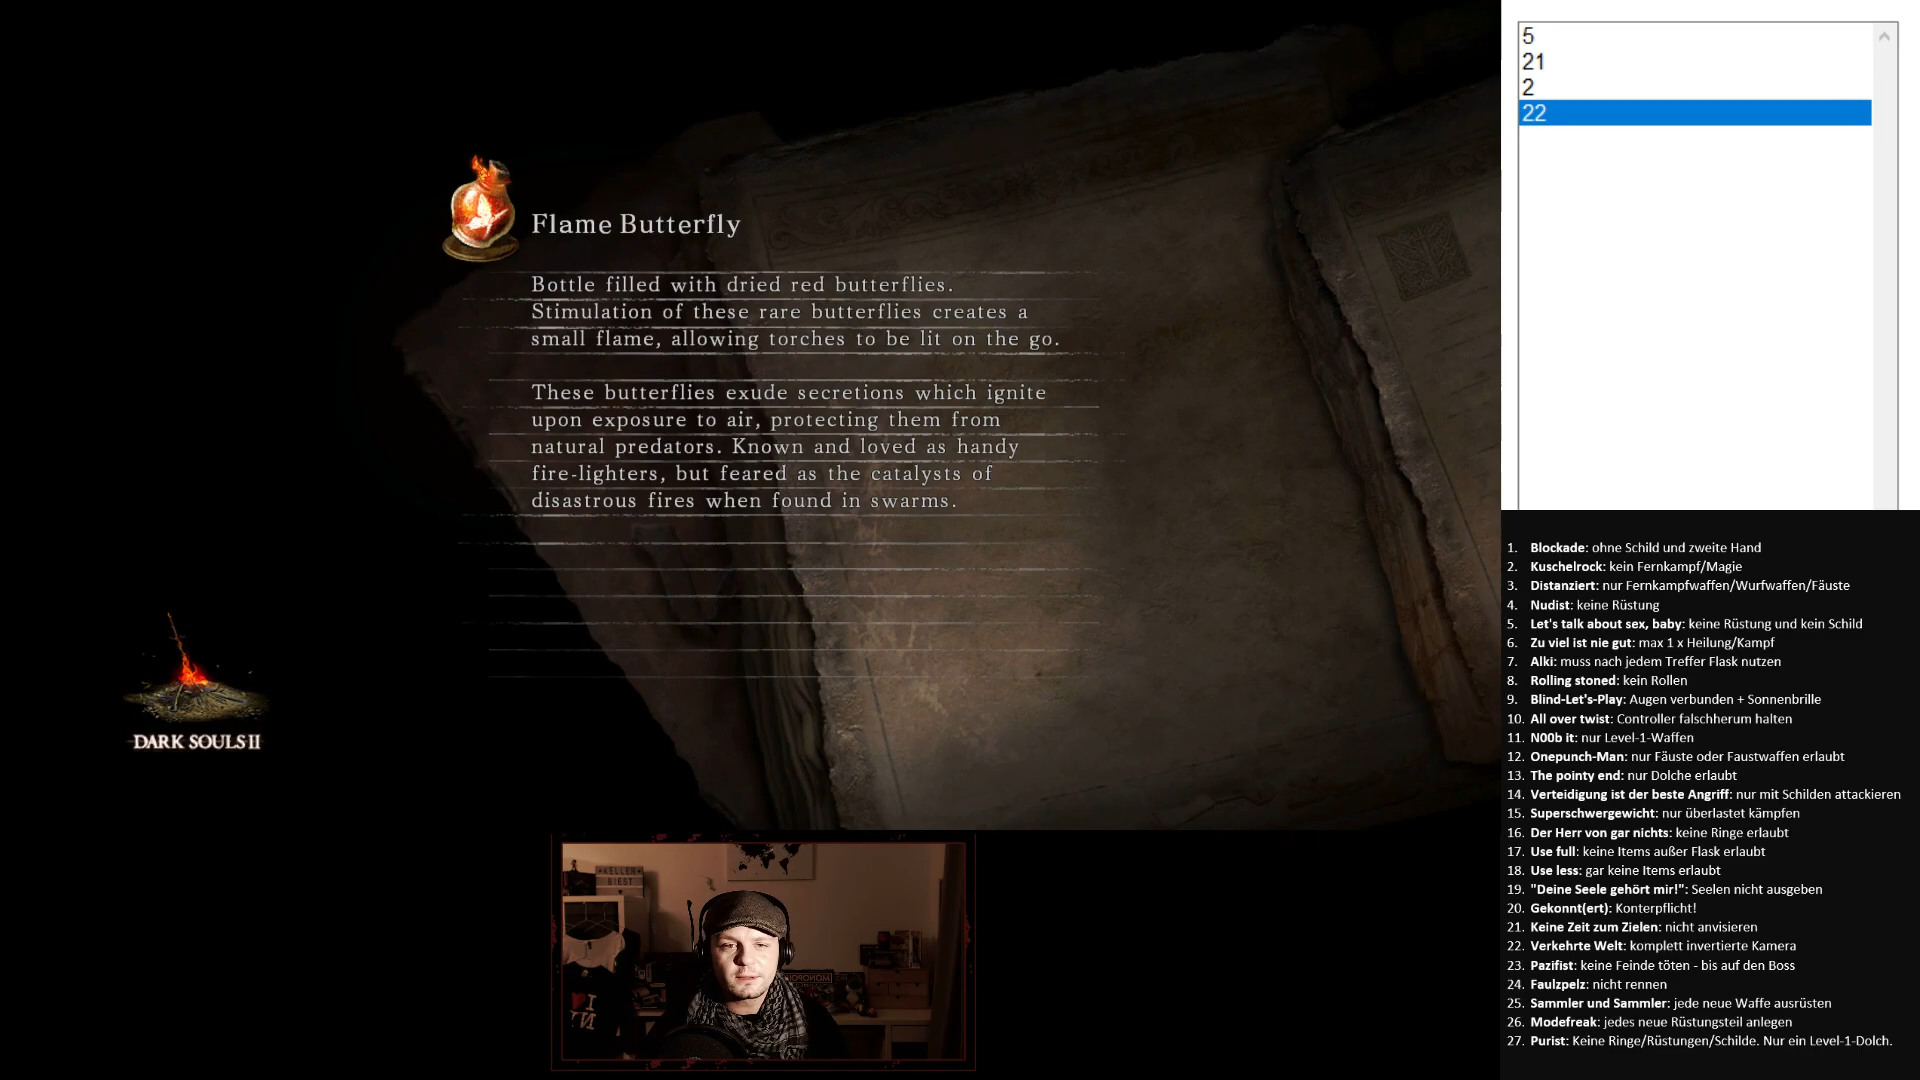 5
21
2
22
Flame Butterfly
Bottle filled with dried red butterflies.
Stimulation of these rare butterflies creates a
small flame, allowing torches to be lit on the go.
These butterflies exude secretions which ignite
upon exposure to air, protecting them from
natural predators. Known and loved as handy
fire-lighters, but feared as the catalysts of
disastrous fires when found in swarms.
DARK SOULS II
KELLER
BIEST
1. Blockade: ohne Schild und zweite Hand
2. Kuschelrock: kein Fernkampf/Magie
3. Distanziert: nur Fernkampfwaffen/Wurfwaffen/Fäuste
4. Nudist: keine Rüstung
5. Let's talk about sex, baby: keine Rüstung und kein Schild
6. Zu viel ist nie gut: max 1 x Heilung/Kampf
7. Alki: muss nach jedem Treffer Flask nutzen
8. Rolling stoned: kein Rollen
9. Blind-Let's-Play: Augen verbunden + Sonnenbrille
10. All over twist: Controller falschherum halten
11. N00b it: nur Level-1-Waffen
12. Onepunch-Man: nur Fäuste oder Faustwaffen erlaubt
13. The pointy end: nur Dolche erlaubt
14. Verteidigung ist der beste Angriff: nur mit Schilden attackieren
15. Superschwergewicht: nur überlastet kämpfen
16. Der Herr von gar nichts: keine Ringe erlaubt
17. Use full: keine Items außer Flask erlaubt
18. Use less: gar keine Items erlaubt
19. "Deine Seele gehört mir!": Seelen nicht ausgeben
20. Gekonnt(ert): Konterpflicht!
21. Keine Zeit zum Zielen: nicht anvisieren
22. Verkehrte Welt: komplett invertierte Kamera
23. Pazifist: keine Feinde töten - bis auf den Boss
24. Faulzpelz: nicht rennen
25. Sammler und Sammler: jede neue Waffe ausrüsten
26. Modefreak: jedes neue Rüstungsteil anlegen
27. Purist: Keine Ringe/Rüstungen/Schilde. Nur ein Level-1-Dolch.